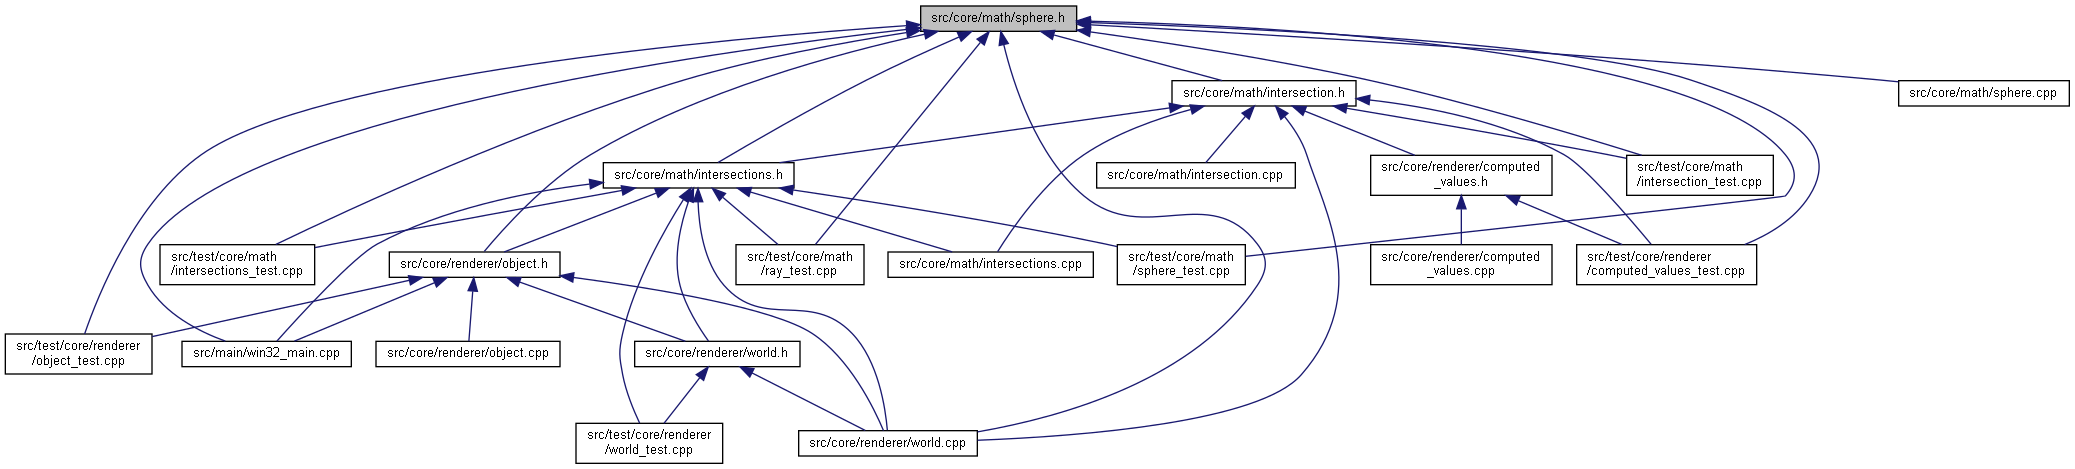 src/core/math/sphere.h
src/core/math/intersection.h
src/core/math/sphere.cpp
src/core/math/intersections.h
src/core/math/intersection.cpp
src/core/renderer/computed
_values.h
src/test/core/math
/intersection_test.cpp
src/test/core/math
/intersections_test.cpp
src/core/renderer/object.h
src/test/core/math
/ray_test.cpp
src/core/math/intersections.cpp
src/test/core/math
/sphere_test.cpp
src/core/renderer/computed
_values.cpp
src/test/core/renderer
/computed_values_test.cpp
src/test/core/renderer
/object_test.cpp
src/main/win32_main.cpp
src/core/renderer/object.cpp
src/core/renderer/world.h
src/test/core/renderer
/world_test.cpp
src/core/renderer/world.cpp